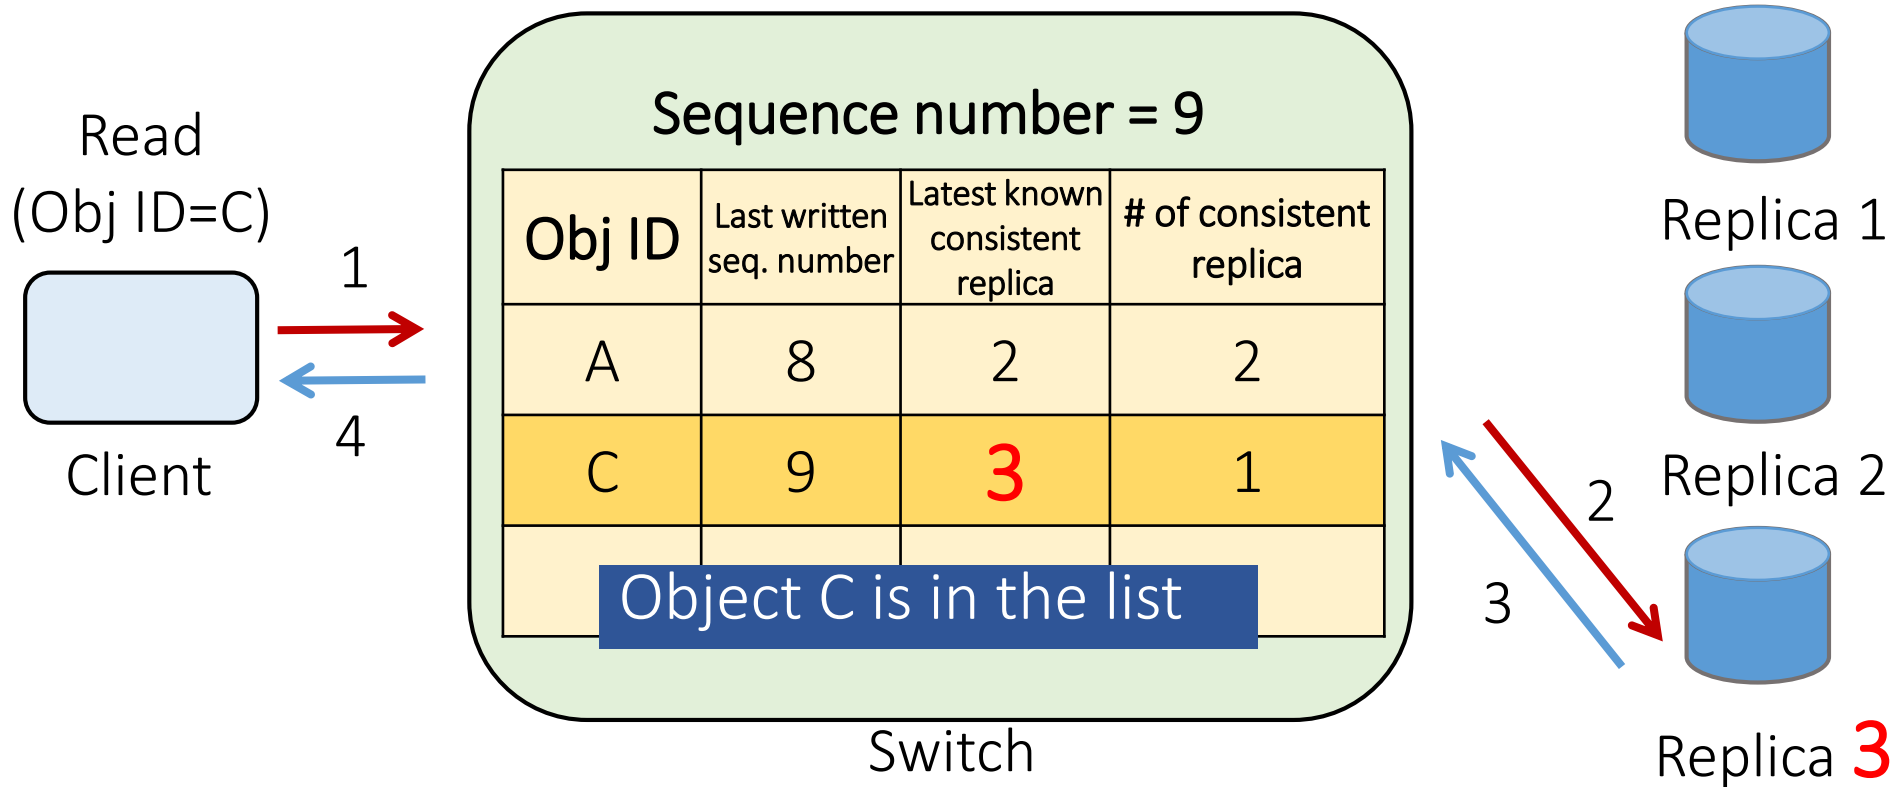 Read
(Obj ID=C)
1
4
Client
Sequence number = 9
Obj ID
Last written
seq. number
Latest known
consistent
replica
# of consistent
replica
A 8 2 2
C 9 3 1
Object C is in the list
Switch
2
3
Replica 1
Replica 2
Replica 3